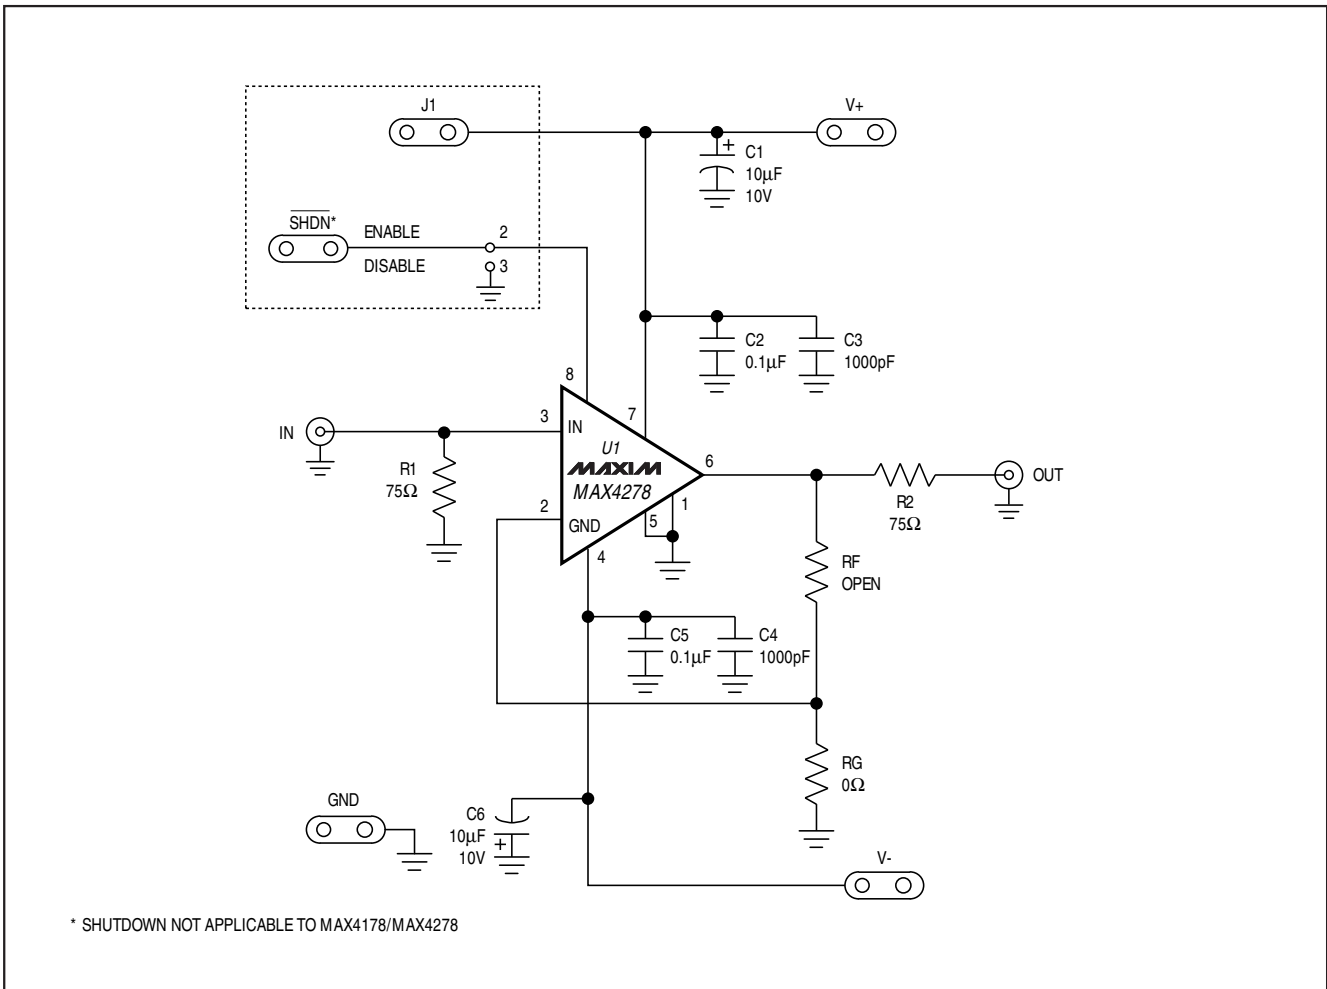 J1
V+
+
C1
10µF
10V
SHDN*
ENABLE
2
DISABLE
3
C2
0.1µF
C3
1000pF
8
7
3
IN
IN
U1
MAXIM
MAX4278
6
R1
75Ω
OUT
R2
75Ω
2
GND
5
1
4
RF
OPEN
C5
0.1µF
C4
1000pF
RG
0Ω
GND
C6
10µF
10V
+
V-
* SHUTDOWN NOT APPLICABLE TO MAX4178/MAX4278